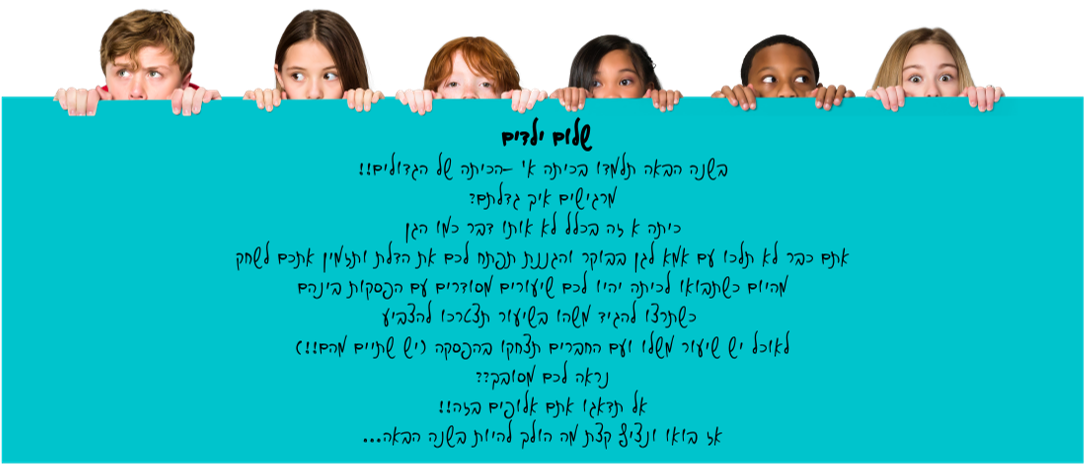 שלום ילדים
בשנה הבאה תלמדו בכיתה א' –הכיתה של הגדולים!!
מרגישים איך גדלתם?
כיתה א זה בכלל לא אותו דבר כמו הגן
אתם כבר לא תלכו עם אמא לגן בבוקר והגננת תפתח לכם את הדלת ותזמין אתכם לשחק
מהיום כשתבואו לכיתה יהיו לכם שיעורים מסודרים עם הפסקות ביניהם
כשתרצו להגיד משהו בשיעור תצטרכו להצביע
לאוכל יש שיעור משלו ועם החברים תצחקו בהפסקה (יש שתיים מהם!!)
נראה לכם מסובך??
אל תדאגו אתם אלופים בזה!!
אז בואו ונציץ קצת מה הולך להיות בשנה הבאה...